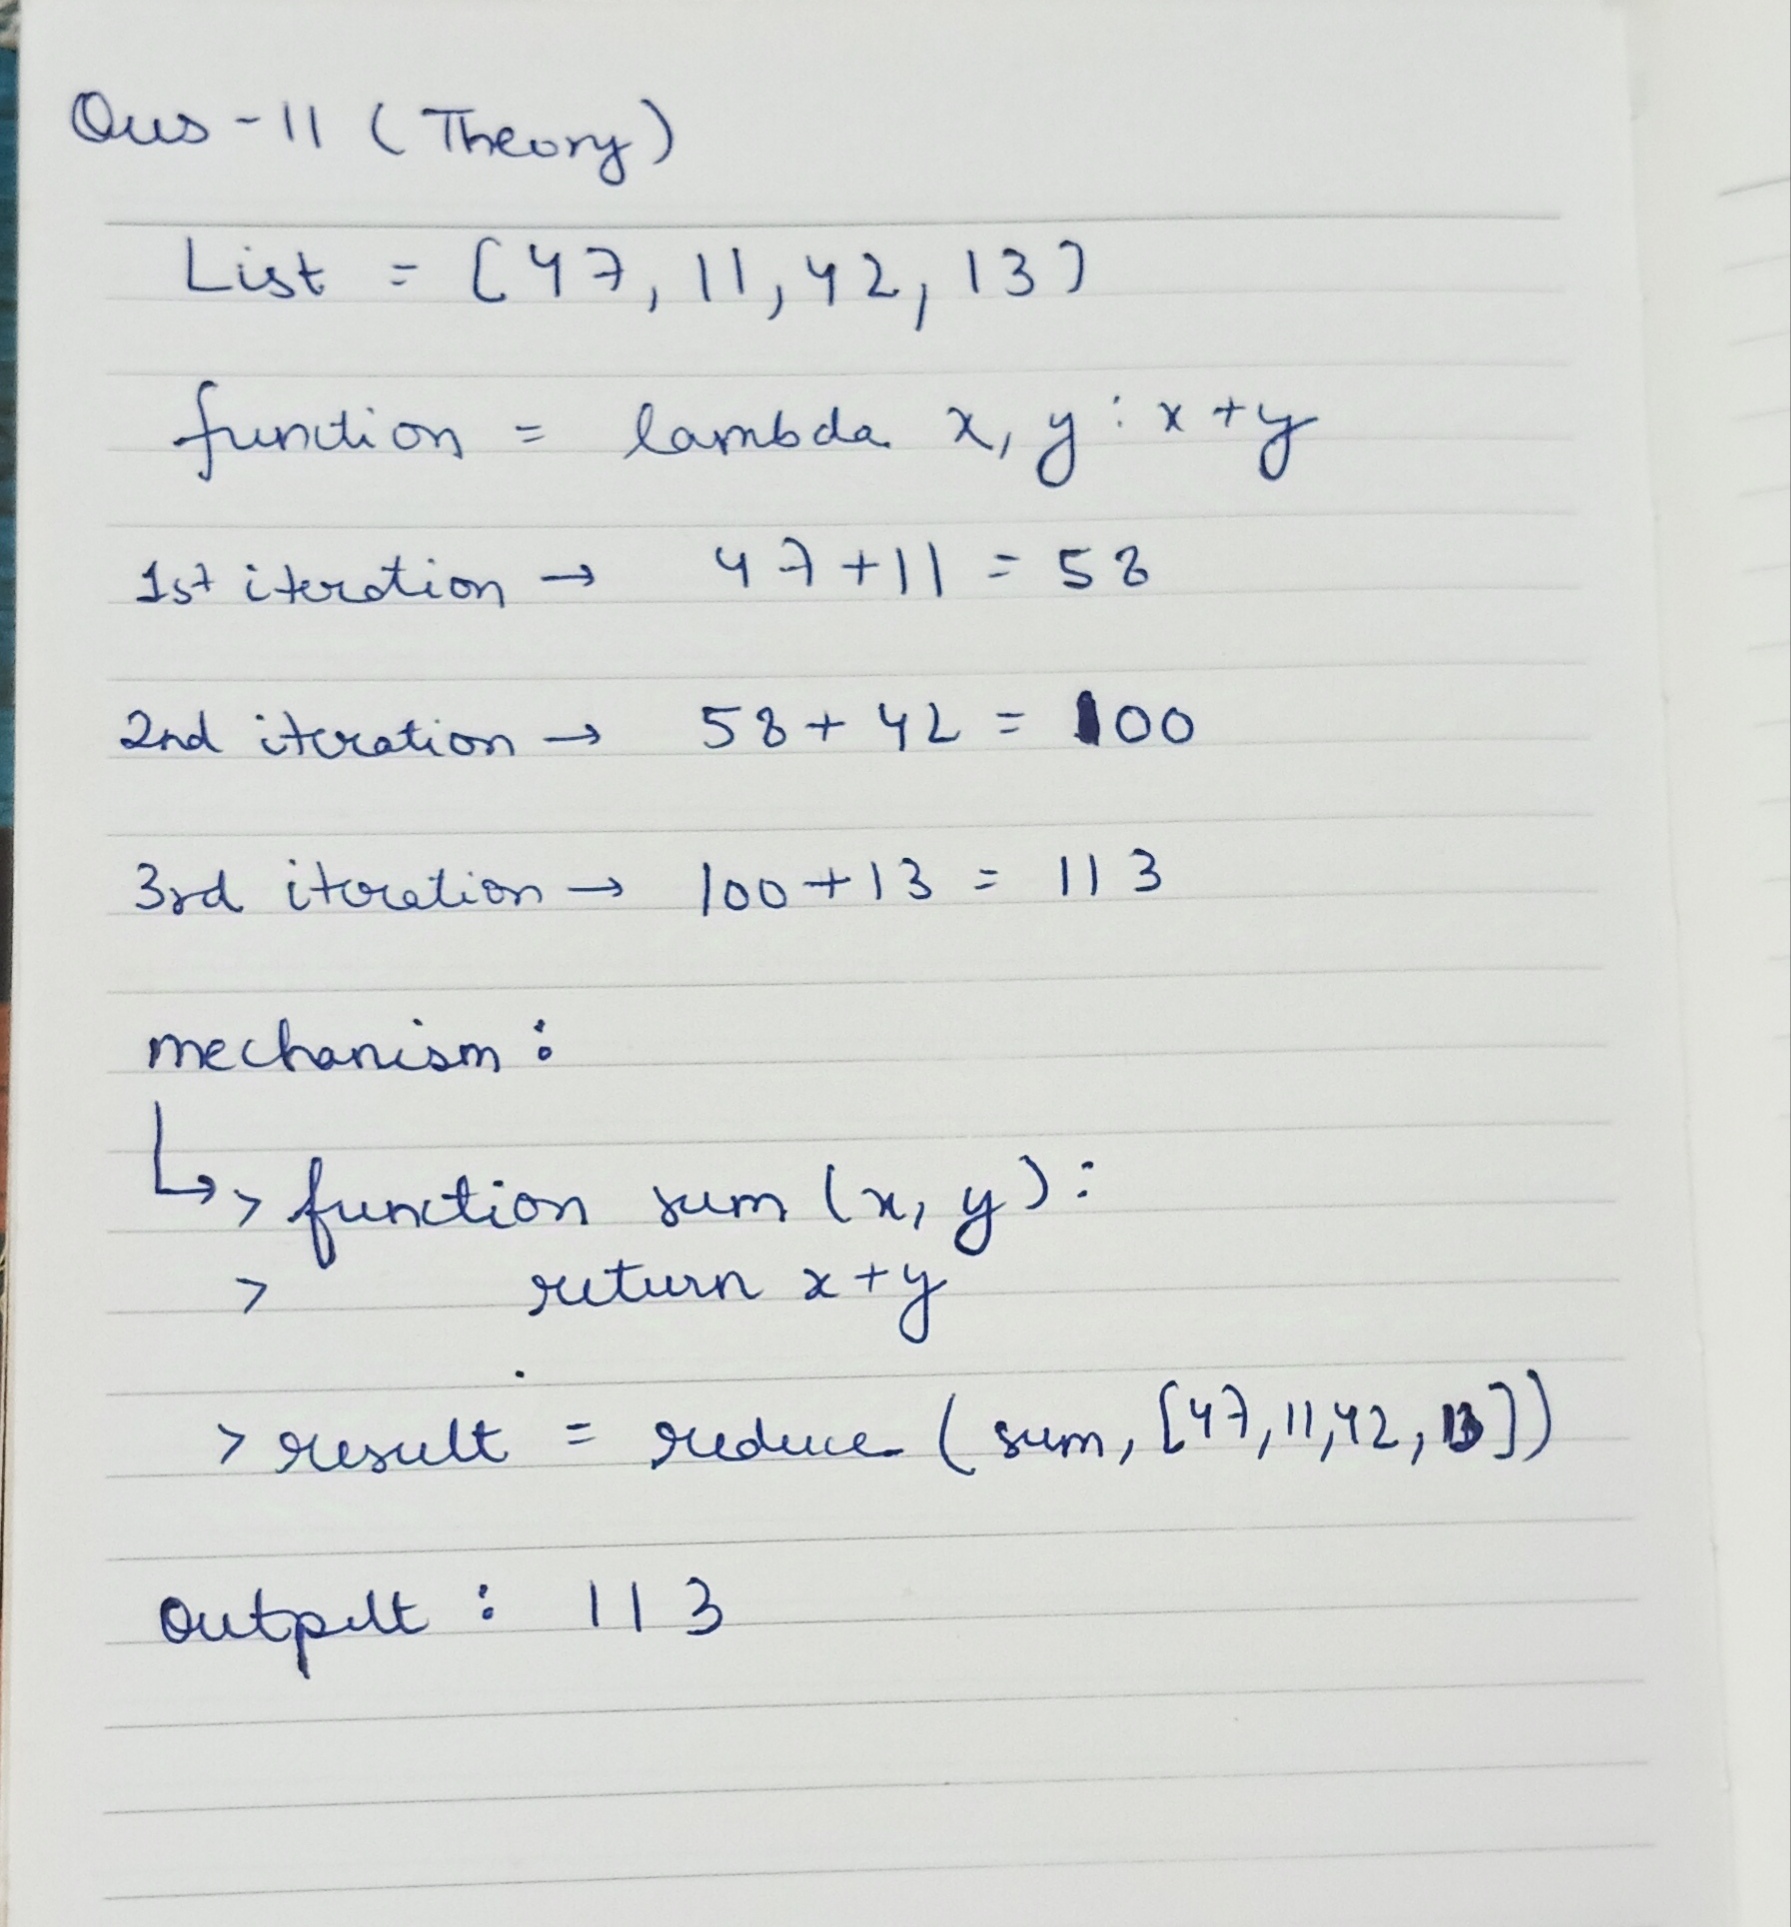 Ques - 11 (Theory)
List = [47, 11, 42, 13]
function = lambda x, y : x + y
1st iteration → 47 + 11 = 58
2nd iteration → 58 + 42 = 100
3rd iteration → 100 + 13 = 113
mechanism :
↳ > function sum (x, y) :
> return x + y
> result = reduce ( sum, [47, 11, 42, 13])
Output : 113